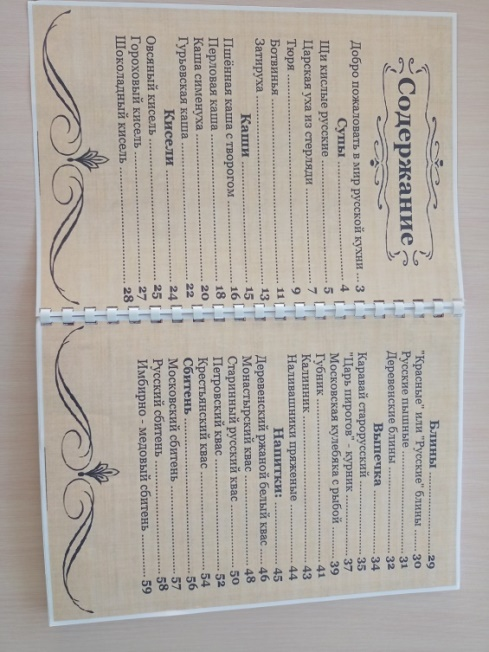 Содержание
Добро пожаловать в мир русской кухни ... 3
Супы ........ 4
Щи кислые русские ........ 5
Царская уха из стерляди ........ 7
Тюря ........ 9
Ботвинья ........ 11
Затируха ........ 13
Каши ........ 15
Пшённая каша с творогом ........ 16
Перловая каша ........ 18
Каша сименуха ........ 20
Гурьевская каша ........ 22
Кисели ........ 24
Овсяный кисель ........ 25
Гороховый кисель ........ 27
Шоколадный кисель ........ 28
Блины ........ 29
"Красные" или "Русские" блины ........ 30
Русские пышные ........ 31
Деревенские блины ........ 32
Выпечка ........ 34
Каравай старорусский ........ 35
"Царь пирогов" - курник ........ 37
Московская кулебяка с рыбой ........ 39
Губник ........ 41
Калинник ........ 43
Наливашники пряженые ........ 44
Напитки: ........ 45
Деревенский ржаной белый квас ........ 46
Монастырский квас ........ 48
Старинный русский квас ........ 50
Петровский квас ........ 52
Крестьянский квас ........ 54
Сбитень ........ 56
Московский сбитень ........ 57
Русский сбитень ........ 58
Имбирно - медовый сбитень ........ 59